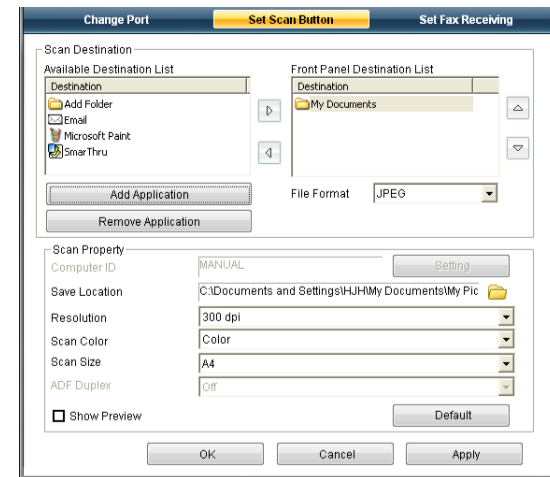 Change Port Set Scan Button Set Fax Receiving
Scan Destination
Available Destination List Front Panel Destination List
Destination Destination
Add Folder My Documents
Email
Microsoft Paint
SmarThru
Add Application File Format JPEG
Remove Application
Scan Property
Computer ID MANUAL Setting
Save Location C:\Documents and Settings\HJH\My Documents\My Pic
Resolution 300 dpi
Scan Color Color
Scan Size A4
ADF Duplex Off
Show Preview Default
OK Cancel Apply